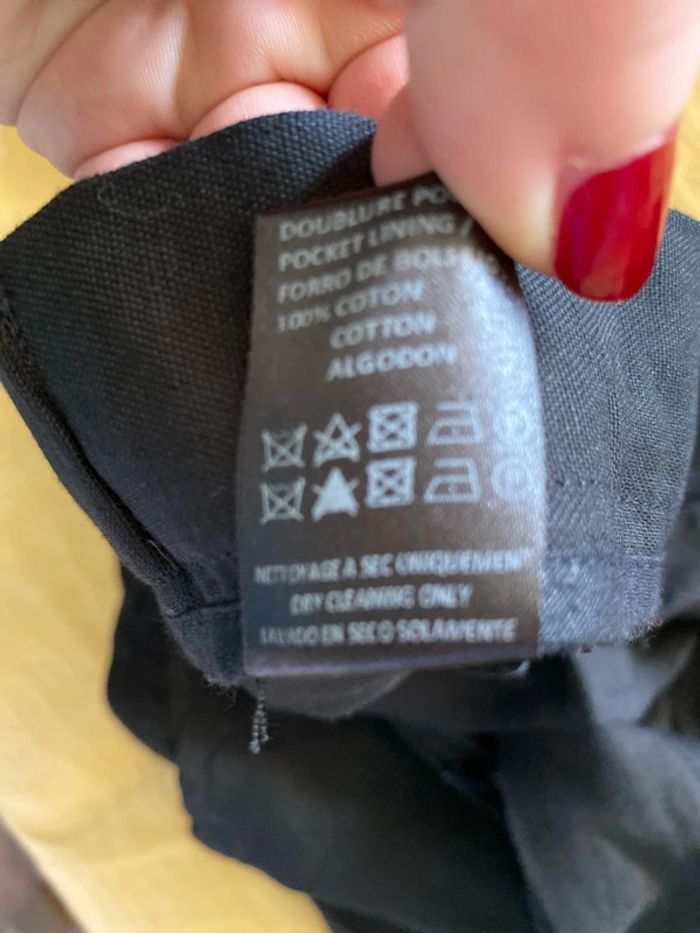 DOUBLURE
POCKET LINING /
FORRO DE
100% COTON
COTTON
ALGODON
NETTOYAGE A SEC UNIQUEMENT
DRY CLEANING ONLY
LAVADO EN SECO SOLAMENTE